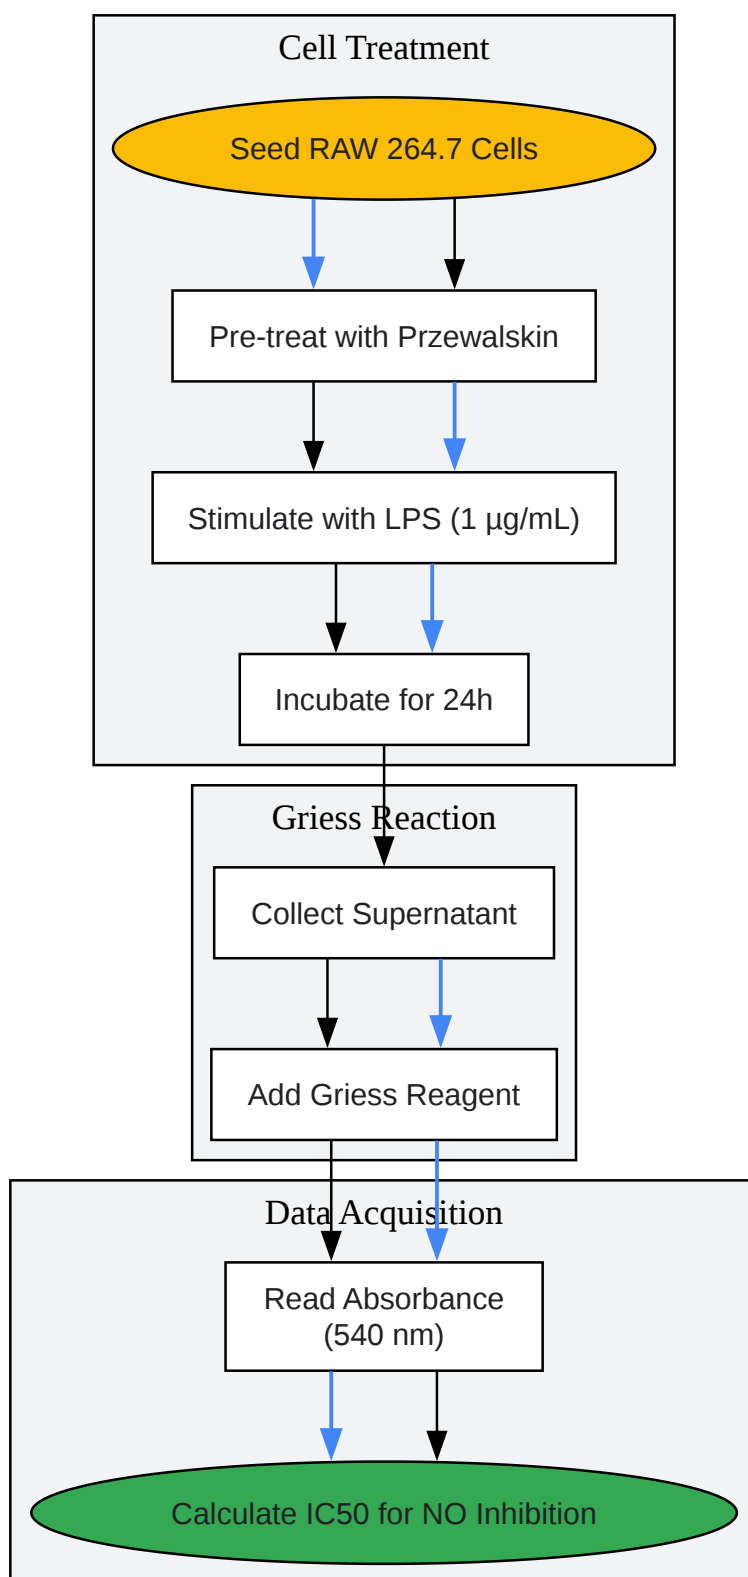 Cell Treatment
Seed RAW 264.7 Cells
Pre-treat with Przewalskin
Stimulate with LPS (1 µg/mL)
Incubate for 24h
Griess Reaction
Collect Supernatant
Add Griess Reagent
Data Acquisition
Read Absorbance
(540 nm)
Calculate IC50 for NO Inhibition